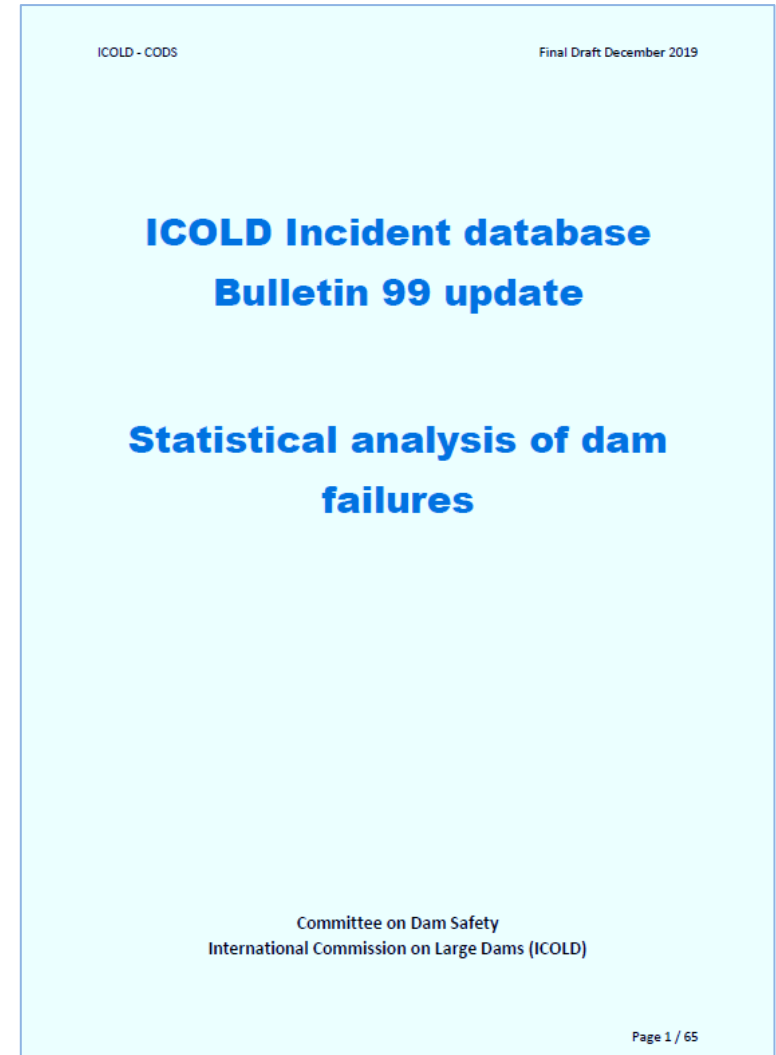 ICOLD - CODS Final Draft December 2019
ICOLD Incident database
Bulletin 99 update
Statistical analysis of dam
failures
Committee on Dam Safety
International Commission on Large Dams (ICOLD)
Page 1 / 65